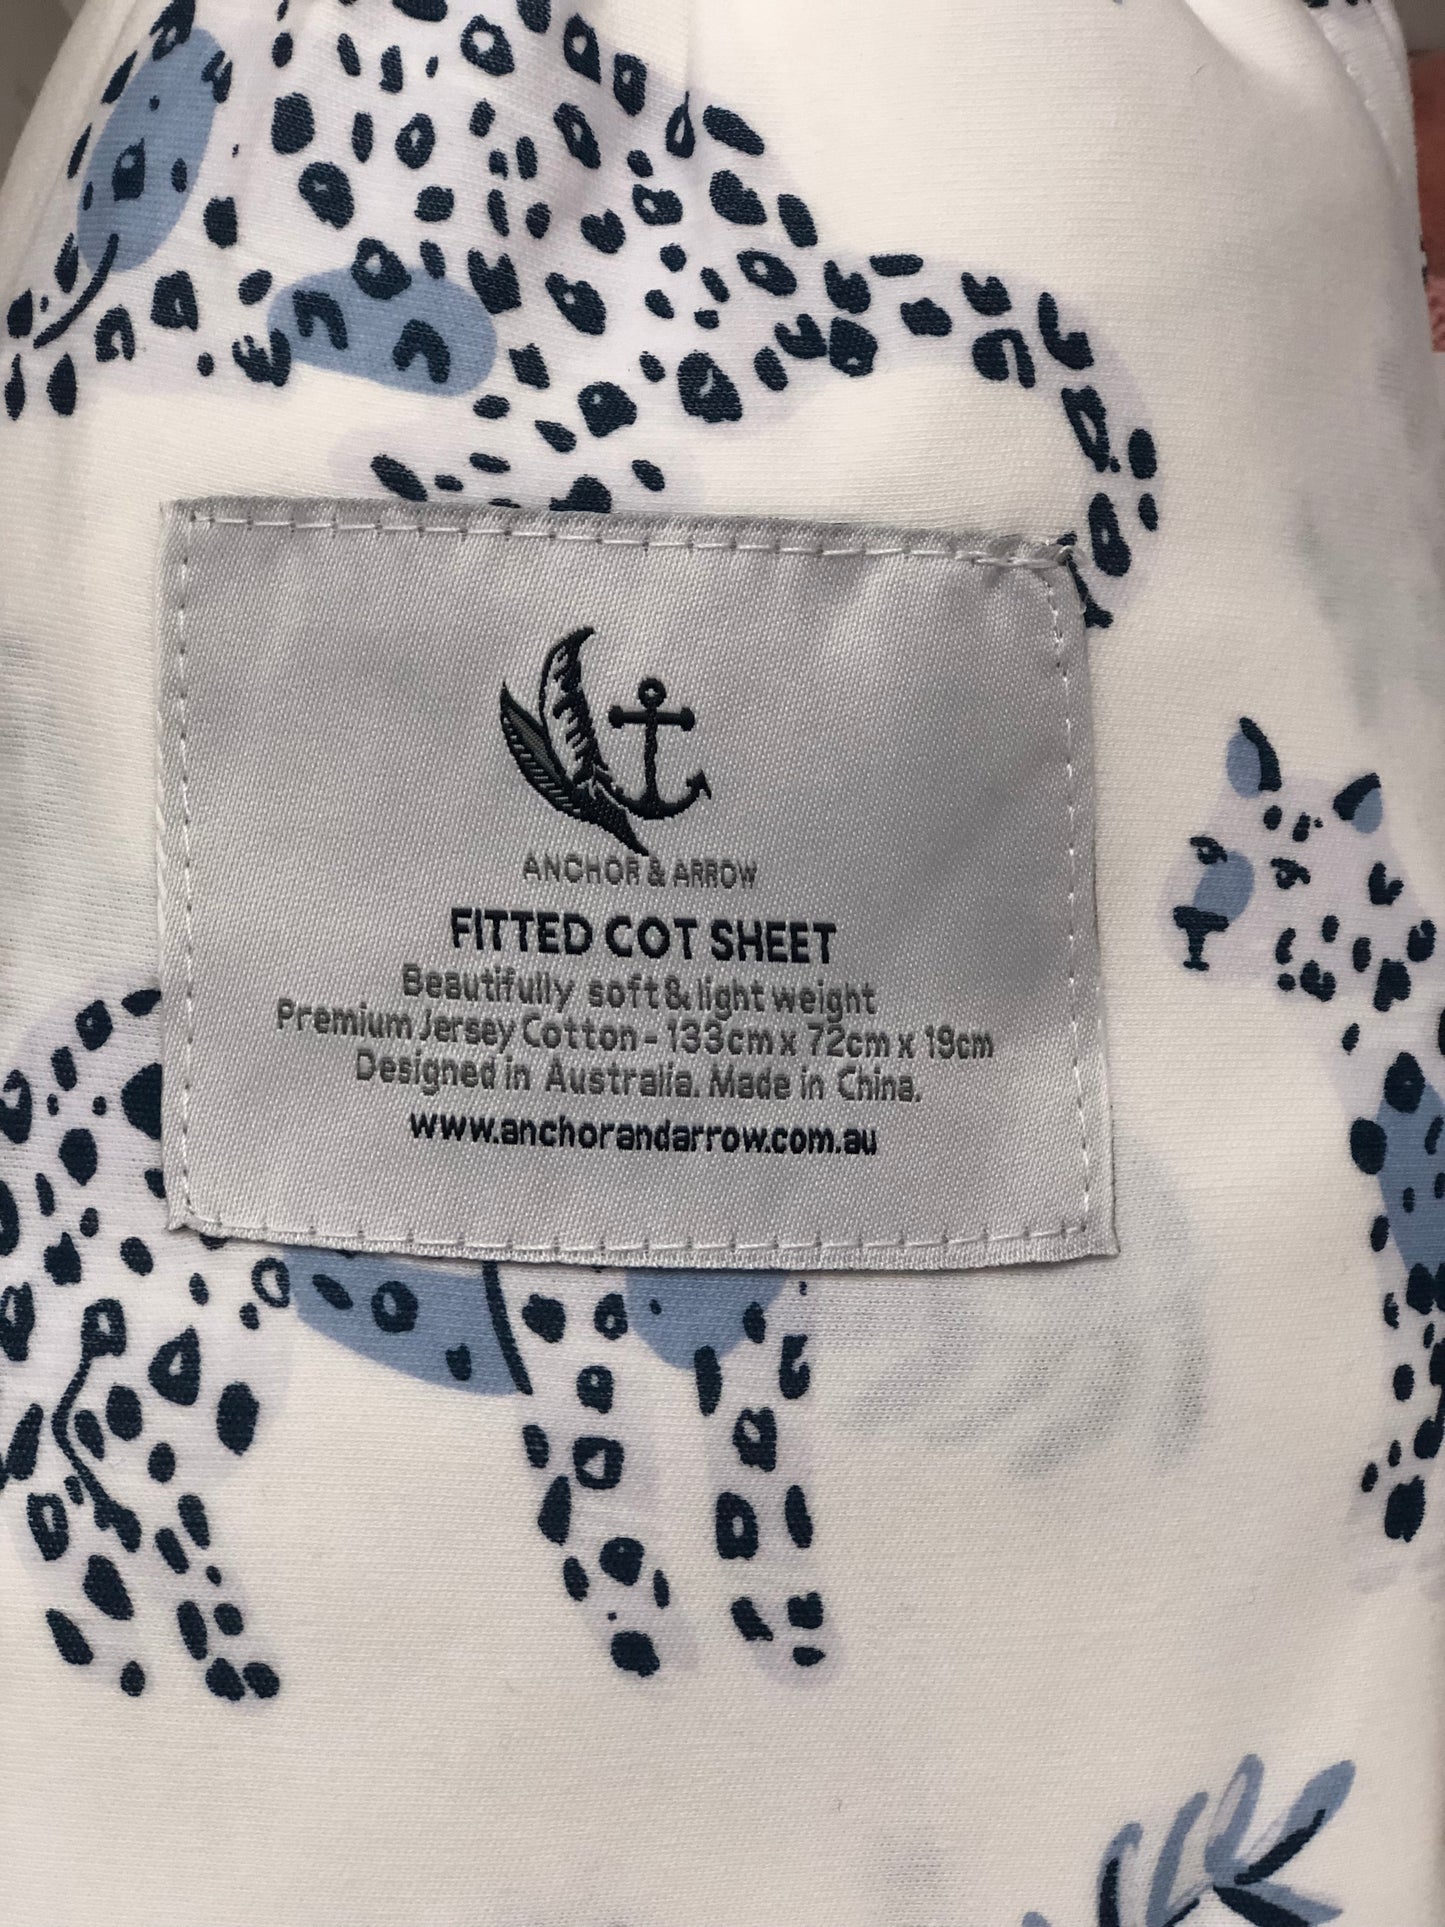 ANCHOR & ARROW
FITTED COT SHEET
Beautifully soft & light weight
Premium Jersey Cotton - 133cm x 72cm x 19cm
Designed in Australia. Made in China.
www.anchorandarrow.com.au